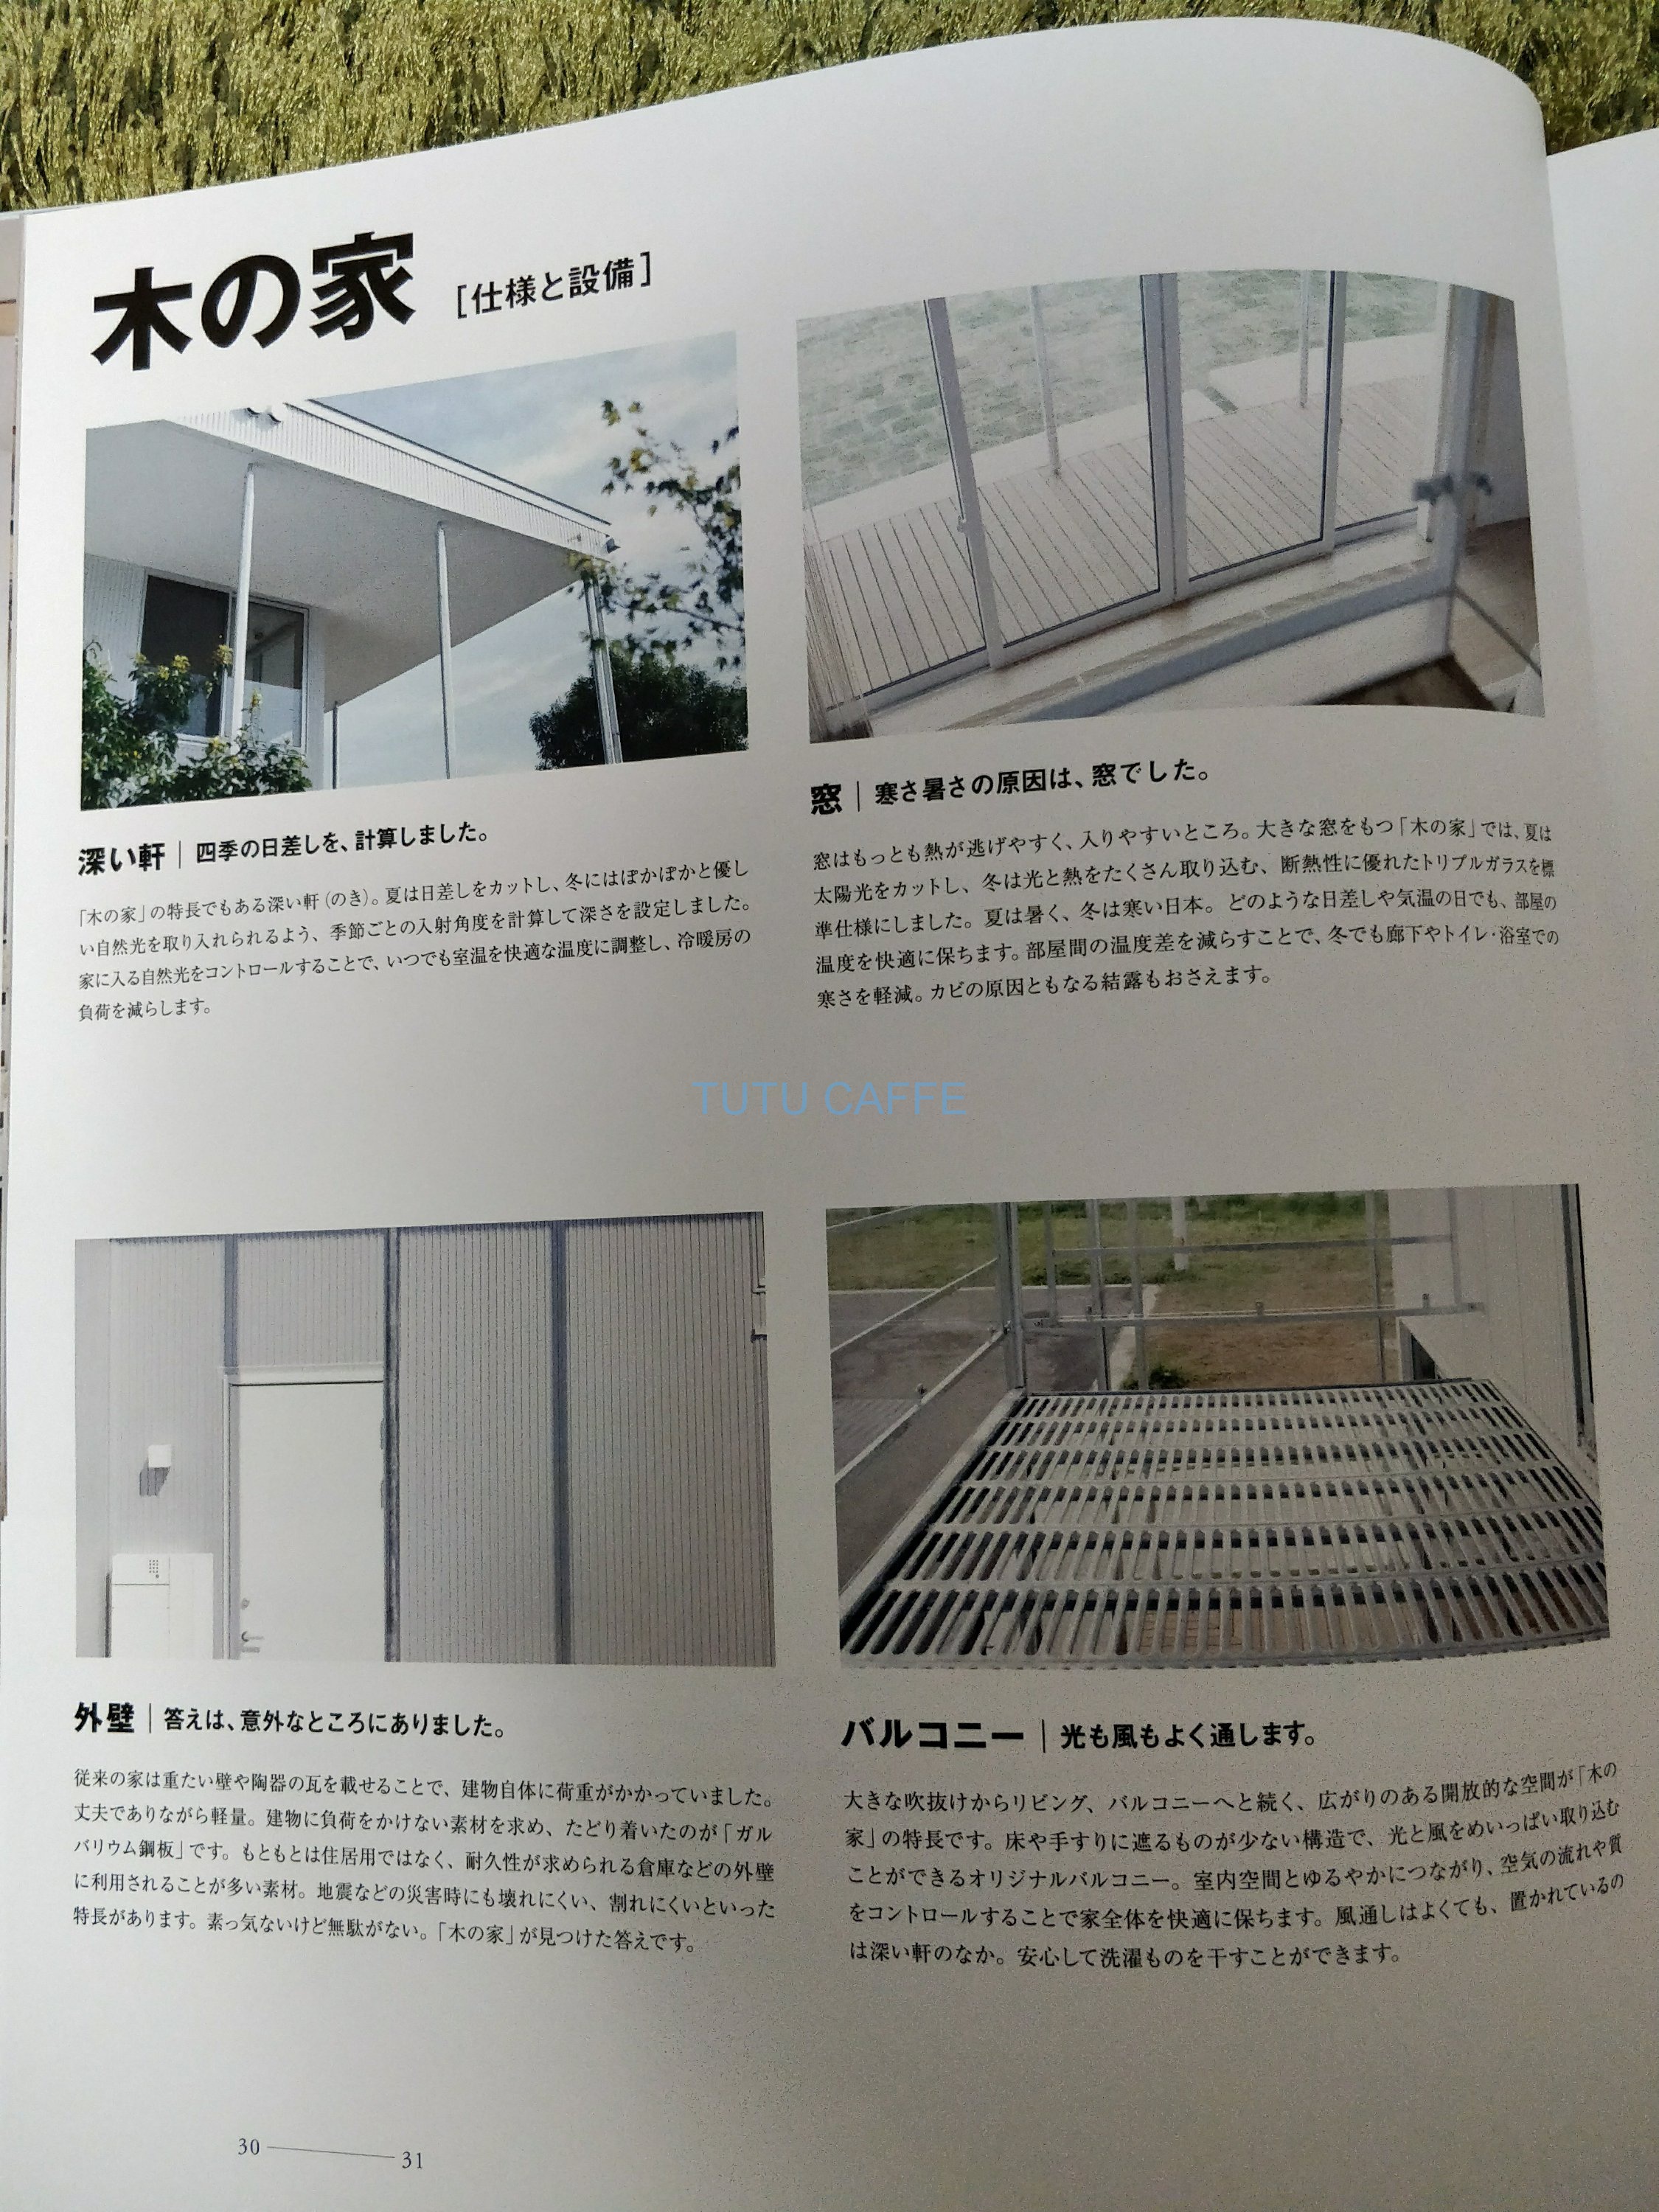 木の家 [仕様と設備]
深い軒｜四季の日差しを、計算しました。
「木の家」の特長でもある深い軒（のき）。夏は日差しをカットし、冬にはぽかぽかと優し
い自然光を取り入れられるよう、季節ごとの入射角度を計算して深さを設定しました。
家に入る自然光をコントロールすることで、いつでも室温を快適な温度に調整し、冷暖房の
負荷を減らします。
窓｜寒さ暑さの原因は、窓でした。
窓はもっとも熱が逃げやすく、入りやすいところ。大きな窓をもつ「木の家」では、夏は
太陽光をカットし、冬は光と熱をたくさん取り込む、断熱性に優れたトリプルガラスを標
準仕様にしました。夏は暑く、冬は寒い日本。どのような日差しや気温の日でも、部屋の
温度を快適に保ちます。部屋間の温度差を減らすことで、冬でも廊下やトイレ・浴室での
寒さを軽減。カビの原因ともなる結露もおさえます。
TUTU CAFFE
外壁｜答えは、意外なところにありました。
従来の家は重たい壁や陶器の瓦を載せることで、建物自体に荷重がかかっていました。
丈夫でありながら軽量。建物に負荷をかけない素材を求め、たどり着いたのが「ガル
バリウム鋼板」です。もともとは住居用ではなく、耐久性が求められる倉庫などの外壁
に利用されることが多い素材。地震などの災害時にも壊れにくい、割れにくいといった
特長があります。素っ気ないけど無駄がない。「木の家」が見つけた答えです。
バルコニー｜光も風もよく通します。
大きな吹抜けからリビング、バルコニーへと続く、広がりのある開放的な空間が「木の
家」の特長です。床や手すりに遮るものが少ない構造で、光と風をめいっぱい取り込む
ことができるオリジナルバルコニー。室内空間とゆるやかにつながり、空気の流れや質
をコントロールすることで家全体を快適に保ちます。風通しはよくても、置かれているの
は深い軒のなか。安心して洗濯ものを干すことができます。
30 31